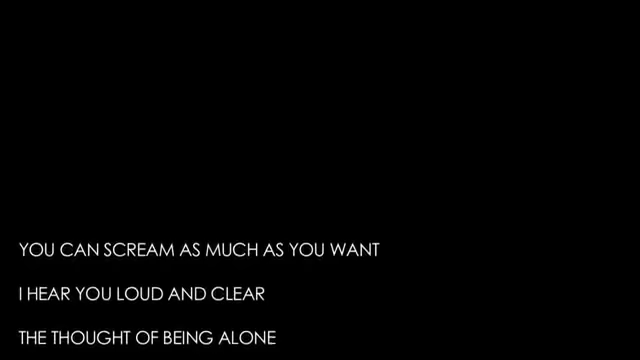 YOU CAN SCREAM AS MUCH AS YOU WANT
I HEAR YOU LOUD AND CLEAR
THE THOUGHT OF BEING ALONE